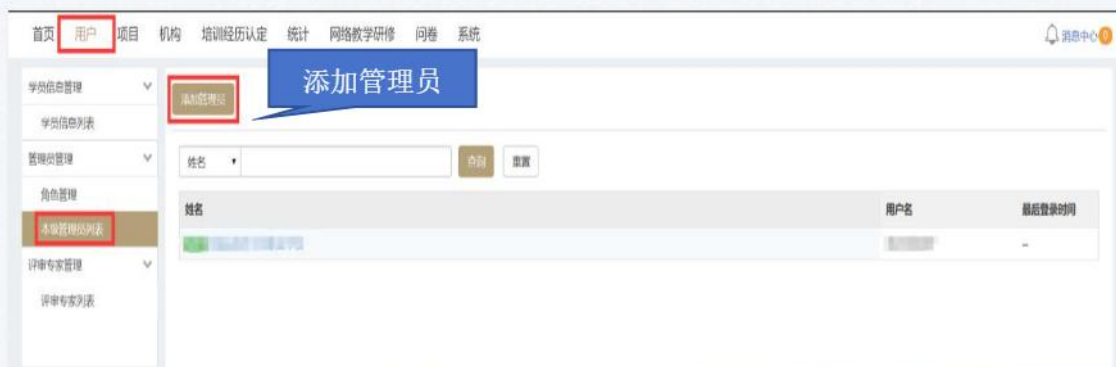 首页 用户 项目 机构 培训经历认定 统计 网络教学研修 问卷 系统 消息中心 0
学员信息管理
添加管理员
添加管理员
学员信息列表
管理员管理
姓名 查询 重置
角色管理
姓名 用户名 最后登录时间
本级管理员列表
--
评审专家管理
评审专家列表